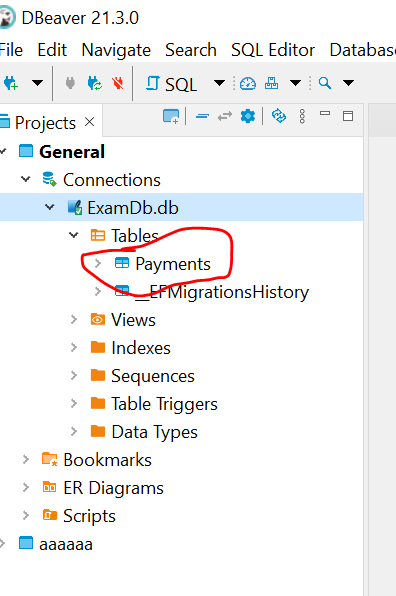 DBeaver 21.3.0
File Edit Navigate Search SQL Editor Database
SQL
Projects
General
Connections
ExamDb.db
Tables
Payments
__EFMigrationsHistory
Views
Indexes
Sequences
Table Triggers
Data Types
Bookmarks
ER Diagrams
Scripts
aaaaaa